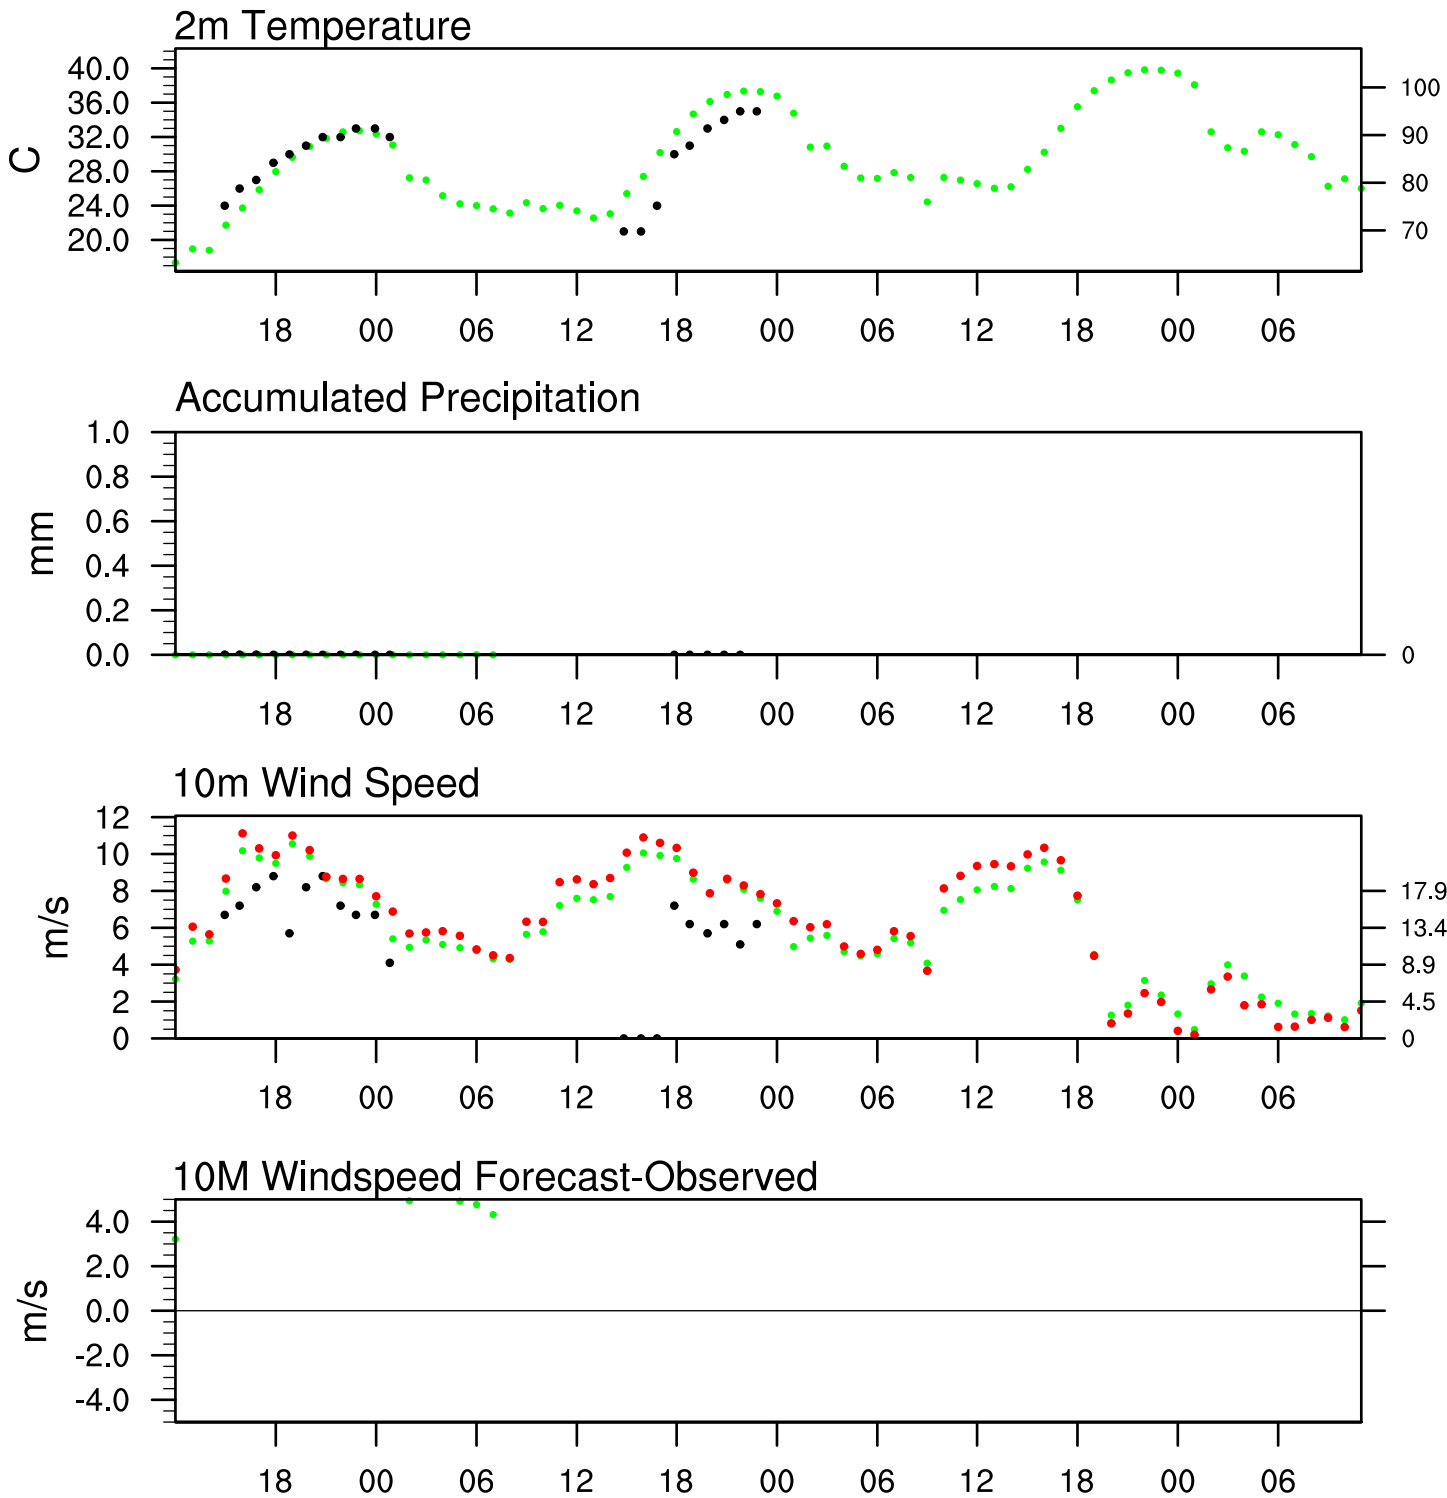 2m Temperature
40.0
36.0
32.0
28.0
24.0
20.0
C
100
90
80
70
18 00 06 12 18 00 06 12 18 00 06
Accumulated Precipitation
1.0
0.8
0.6
0.4
0.2
0.0
mm
0
18 00 06 12 18 00 06 12 18 00 06
10m Wind Speed
12
10
8
6
4
2
0
m/s
17.9
13.4
8.9
4.5
0
18 00 06 12 18 00 06 12 18 00 06
10M Windspeed Forecast-Observed
4.0
2.0
0.0
-2.0
-4.0
m/s
18 00 06 12 18 00 06 12 18 00 06